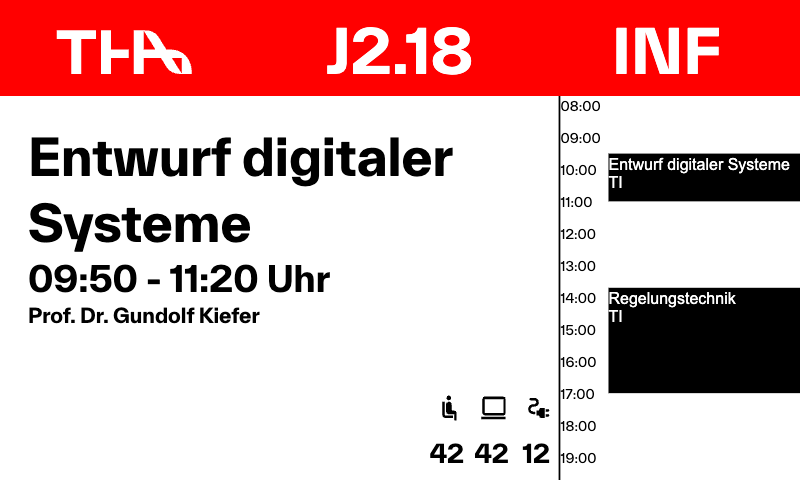 THA
J2.18
INF
Entwurf digitaler
Systeme
09:50 - 11:20 Uhr
Prof. Dr. Gundolf Kiefer
42 42 12
08:00
09:00
10:00
11:00
12:00
13:00
14:00
15:00
16:00
17:00
18:00
19:00
Entwurf digitaler Systeme
TI
Regelungstechnik
TI